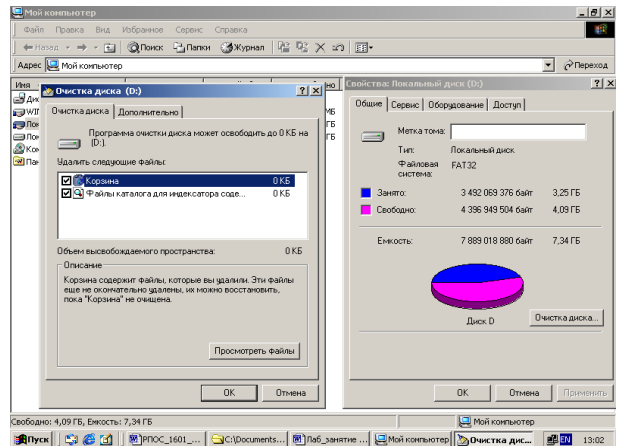 Мой компьютер
Файл Правка Вид Избранное Сервис Справка
Назад Поиск Папки Журнал
Адрес Мой компьютер Переход
Имя
Очистка диска (D:)
Очистка диска Дополнительно
Программа очистки диска может освободить до 0 КБ на (D:).
Удалить следующие файлы:
Корзина 0 КБ
Файлы каталога для индексатора соде... 0 КБ
Объем высвобождаемого пространства: 0 КБ
Описание
Корзина содержит файлы, которые вы удалили. Эти файлы
еще не окончательно удалены, их можно восстановить,
пока "Корзина" не очищена.
Просмотреть файлы
OK Отмена
Свойства: Локальный диск (D:)
Общие Сервис Оборудование Доступ
Метка тома:
Тип: Локальный диск
Файловая система: FAT32
Занято: 3 492 069 376 байт 3,25 ГБ
Свободно: 4 396 949 504 байт 4,09 ГБ
Емкость: 7 889 018 880 байт 7,34 ГБ
Диск D
Очистка диска...
OK Отмена Применить
Свободно: 4,09 ГБ, Емкость: 7,34 ГБ Мой компьютер
Пуск РПОС_1601_... C:\Documents... Лаб_занятие ... Мой компьютер Очистка дис... EN 13:02